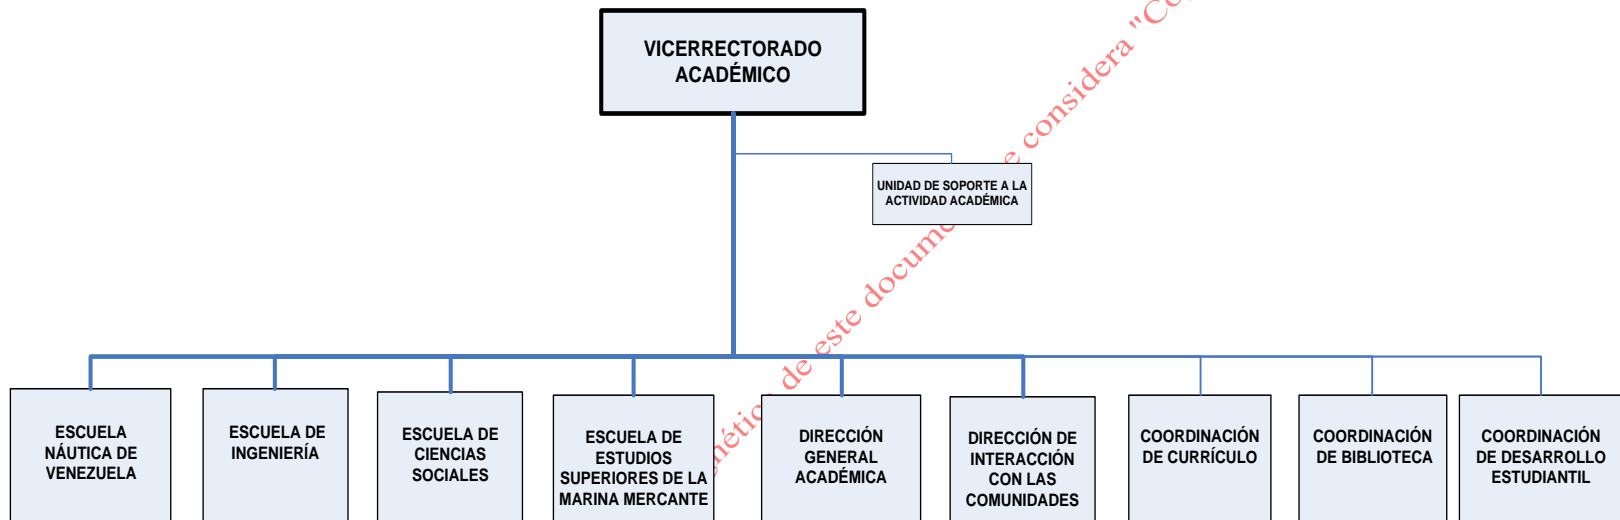 VICERRECTORADO
ACADÉMICO
UNIDAD DE SOPORTE A LA
ACTIVIDAD ACADÉMICA
ESCUELA
NÁUTICA DE
VENEZUELA
ESCUELA DE
INGENIERÍA
ESCUELA DE
CIENCIAS
SOCIALES
ESCUELA DE
ESTUDIOS
SUPERIORES DE LA
MARINA MERCANTE
DIRECCIÓN
GENERAL
ACADÉMICA
DIRECCIÓN DE
INTERACCIÓN
CON LAS
COMUNIDADES
COORDINACIÓN
DE CURRÍCULO
COORDINACIÓN
DE BIBLIOTECA
COORDINACIÓN
DE DESARROLLO
ESTUDIANTIL
de este considera